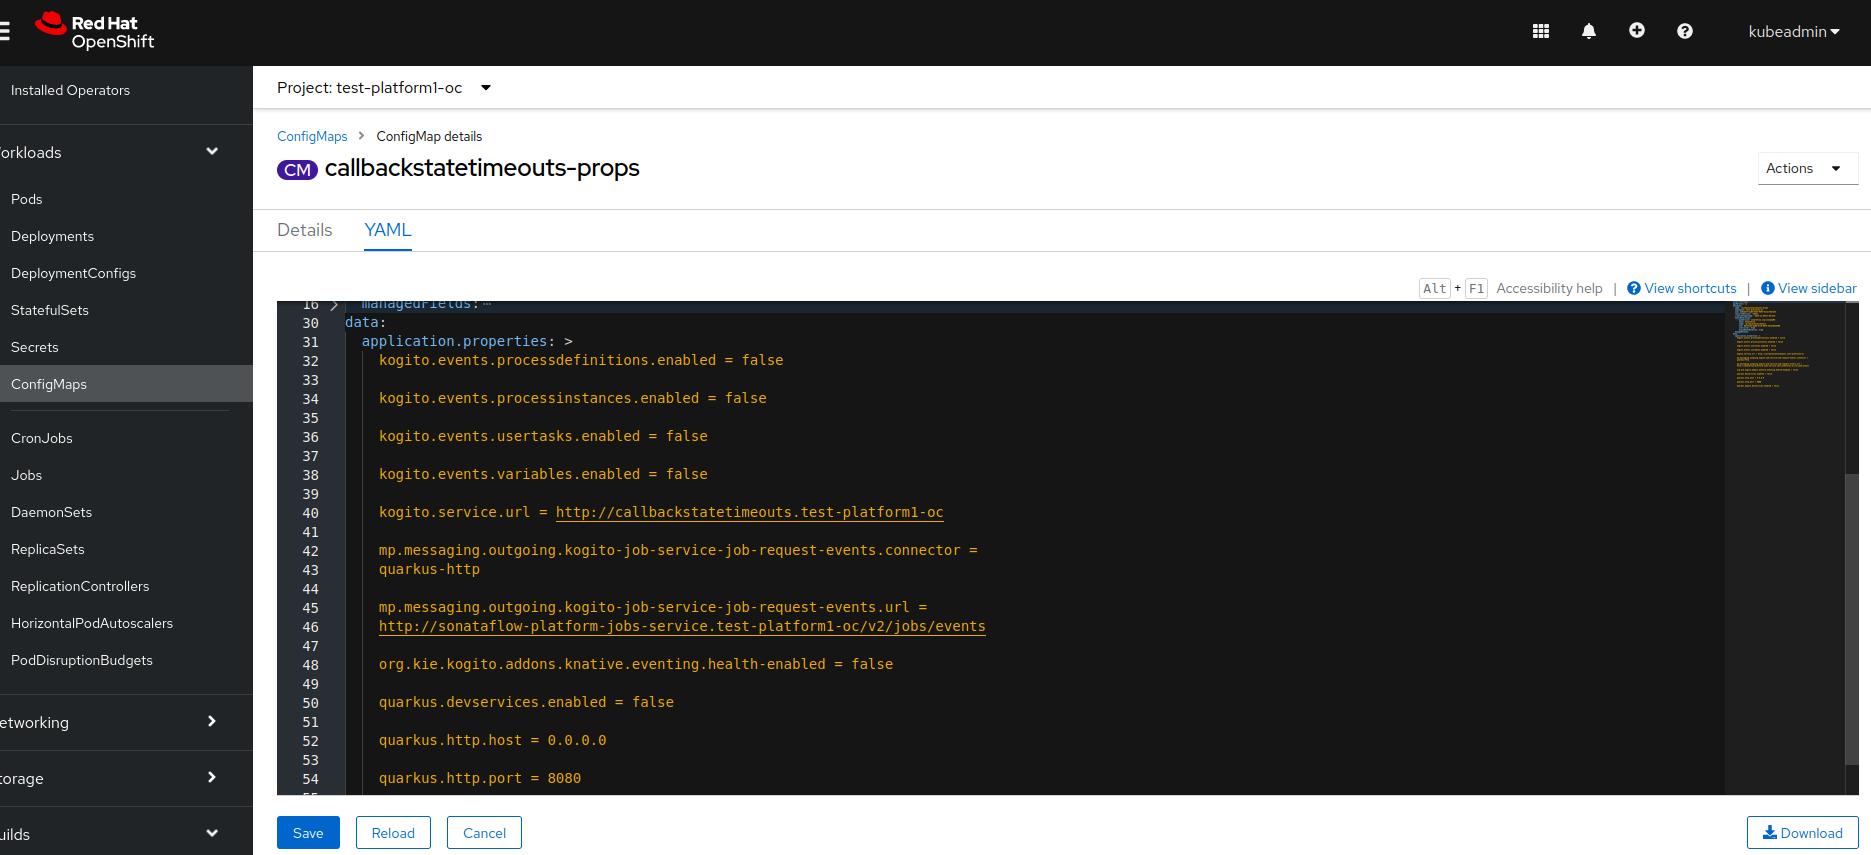 Red Hat
OpenShift
kubeadmin
Installed Operators
orkloads
Pods
Deployments
DeploymentConfigs
StatefulSets
Secrets
ConfigMaps
CronJobs
Jobs
DaemonSets
ReplicaSets
ReplicationControllers
HorizontalPodAutoscalers
PodDisruptionBudgets
etworking
torage
uilds
Project: test-platform1-oc
ConfigMaps > ConfigMap details
CM callbackstatetimeouts-props
Actions
Details YAML
Alt + F1 Accessibility help | View shortcuts | View sidebar
16 managedFields: ...
30 data:
31 application.properties: >
32 kogito.events.processdefinitions.enabled = false
33
34 kogito.events.processinstances.enabled = false
35
36 kogito.events.usertasks.enabled = false
37
38 kogito.events.variables.enabled = false
39
40 kogito.service.url = http://callbackstatetimeouts.test-platform1-oc
41
42 mp.messaging.outgoing.kogito-job-service-job-request-events.connector =
43 quarkus-http
44
45 mp.messaging.outgoing.kogito-job-service-job-request-events.url =
46 http://sonataflow-platform-jobs-service.test-platform1-oc/v2/jobs/events
47
48 org.kie.kogito.addons.knative.eventing.health-enabled = false
49
50 quarkus.devservices.enabled = false
51
52 quarkus.http.host = 0.0.0.0
53
54 quarkus.http.port = 8080
Save Reload Cancel Download